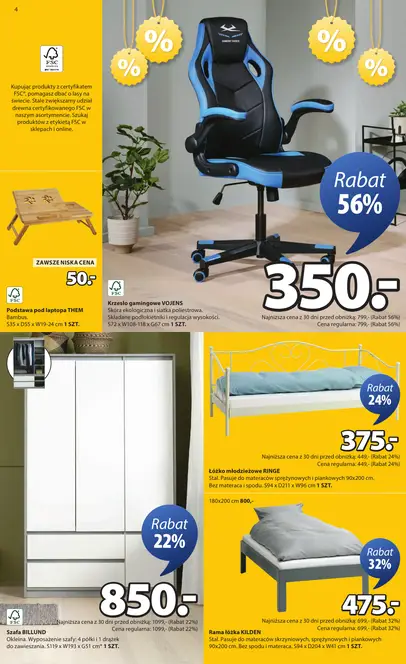 4
%
%
%
FSC
Kupując produkty z certyfikatem
FSC®, pomagasz dbać o lasy na
świecie. Stale zwiększamy udział
drewna certyfikowanego FSC w
naszym asortymencie. Szukaj
produktów z etykietą FSC w
sklepach i online.
Rabat
56%
ZAWSZE NISKA CENA
50.-
FSC
Podstawa pod laptopa THEM
Bambus.
S35 x D55 x W19-24 cm 1 SZT.
FSC
Krzesło gamingowe VOJENS
Skóra ekologiczna i siatka poliestrowa.
Składane podłokietniki i regulacja wysokości.
S72 x W108-118 x G67 cm 1 SZT.
350.-
Najniższa cena z 30 dni przed obniżką: 799,- (Rabat 56%)
Cena regularna: 799,- (Rabat 56%)
Rabat
24%
375.-
Najniższa cena z 30 dni przed obniżką: 449,- (Rabat 24%)
Cena regularna: 449,- (Rabat 24%)
Łóżko młodzieżowe RINGE
Stal. Pasuje do materaców sprężynowych i piankowych 90x200 cm.
Bez materaca i spodu. S94 x D211 x W96 cm 1 SZT.
Rabat
22%
850.-
Najniższa cena z 30 dni przed obniżką: 1099,- (Rabat 22%)
Cena regularna: 1099,- (Rabat 22%)
Szafa BILLUND
Okleina. Wyposażenie szafy: 4 półki i 1 drążek
do zawieszenia. S119 x W193 x G51 cm¹ 1 SZT.
180x200 cm 800,-
Rabat
32%
475.-
Najniższa cena z 30 dni przed obniżką: 699,- (Rabat 32%)
Cena regularna: 699,- (Rabat 32%)
Rama łóżka KILDEN
Stal. Pasuje do materaców skrzynowych, sprężynowych i piankowych
90x200 cm. Bez spodu i materaca. S94 x D204 x W41 cm 1 SZT.